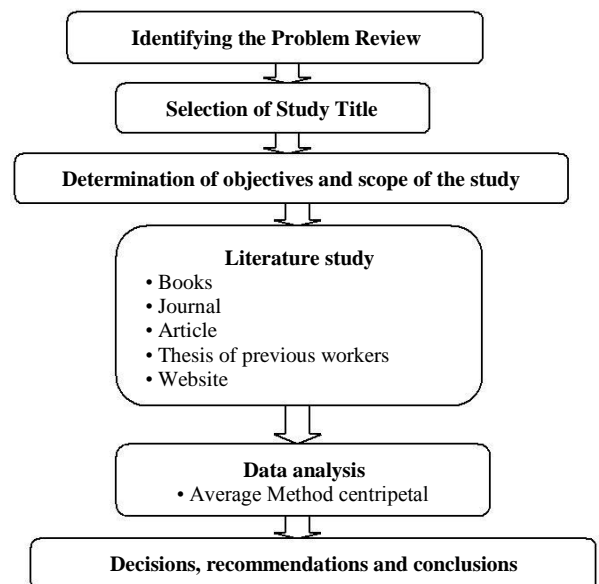 Identifying the Problem Review
Selection of Study Title
Determination of objectives and scope of the study
Literature study
• Books
• Journal
• Article
• Thesis of previous workers
• Website
Data analysis
• Average Method centripetal
Decisions, recommendations and conclusions